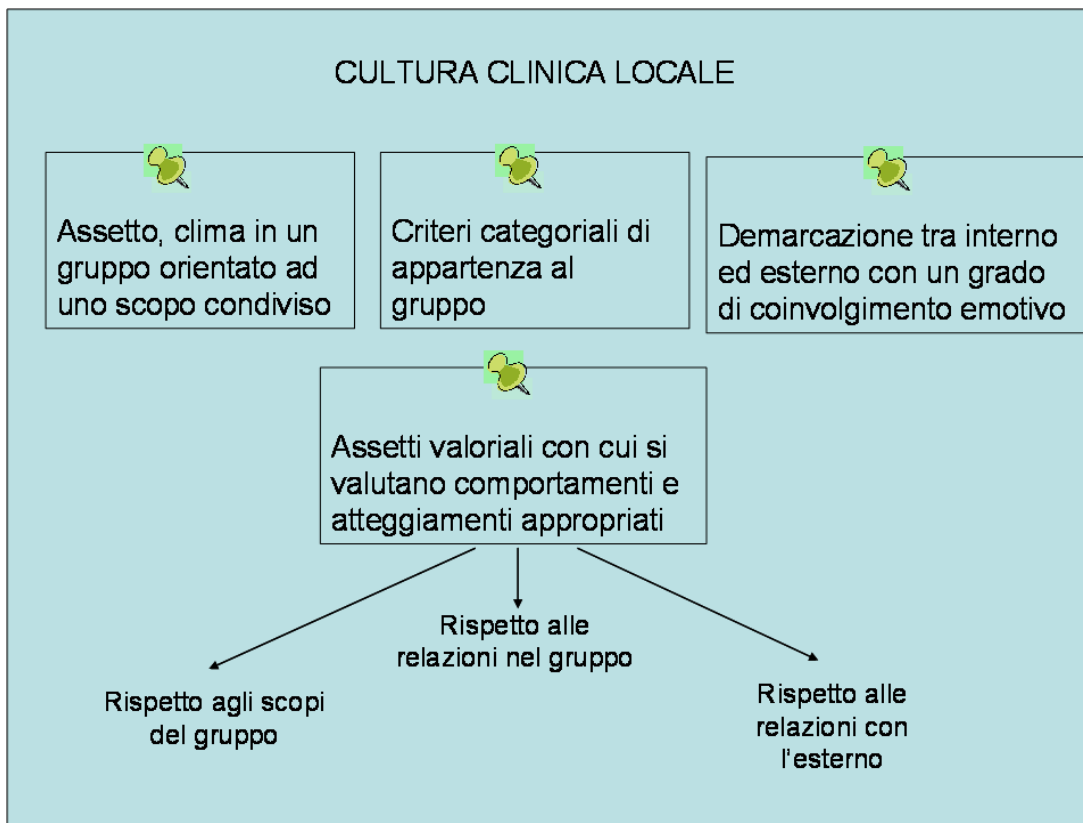 CULTURA CLINICA LOCALE
Assetto, clima in un
gruppo orientato ad
uno scopo condiviso
Criteri categoriali di
appartenza al
gruppo
Demarcazione tra interno
ed esterno con un grado
di coinvolgimento emotivo
Assetti valoriali con cui si
valutano comportamenti e
atteggiamenti appropriati
Rispetto agli scopi
del gruppo
Rispetto alle
relazioni nel gruppo
Rispetto alle
relazioni con
l'esterno